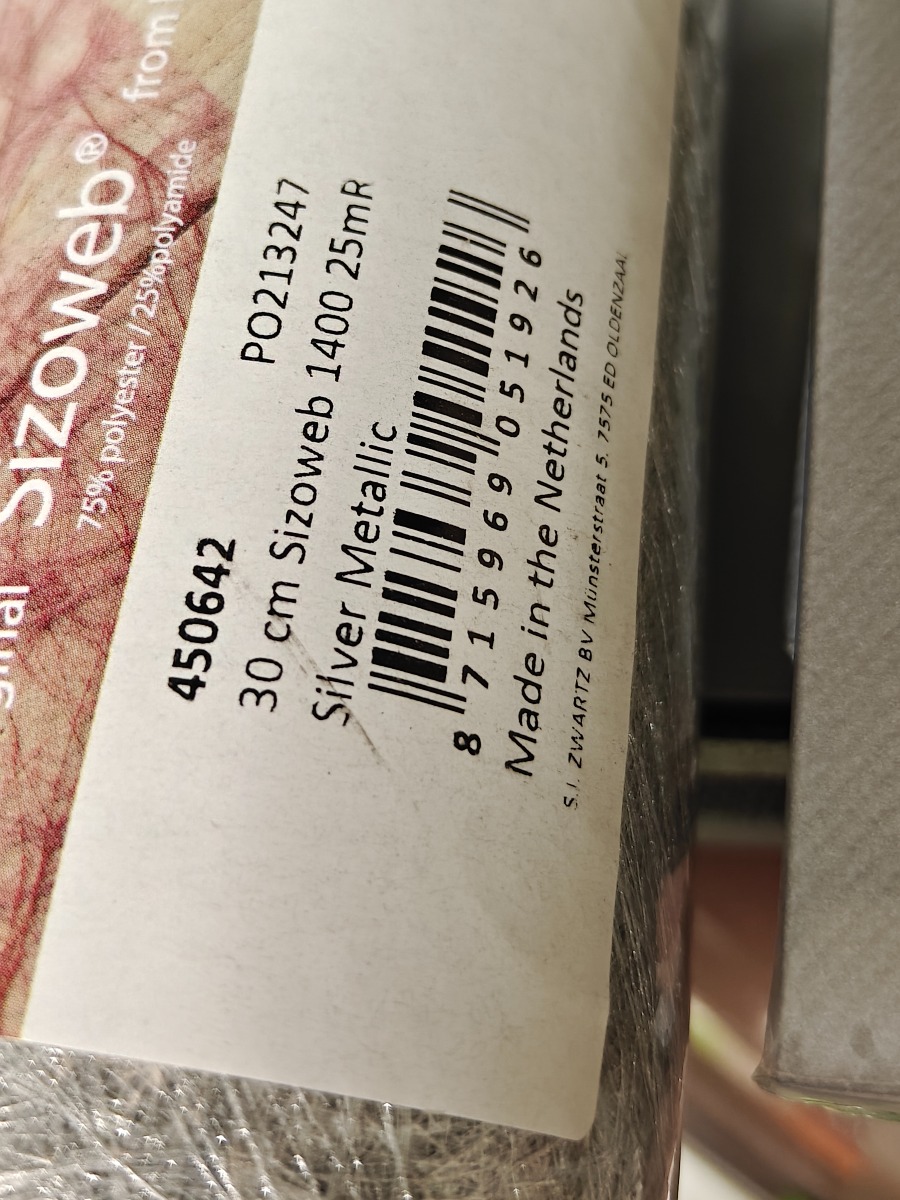 Sizoweb®
from
75% polyester / 25%polyamide
450642
PO213247
30 cm Sizoweb 1400 25mR
Silver Metallic
8 715969 051926
Made in the Netherlands
S.I. ZWARTZ BV Münsterstraat 5. 7575 ED OLDENZAAL